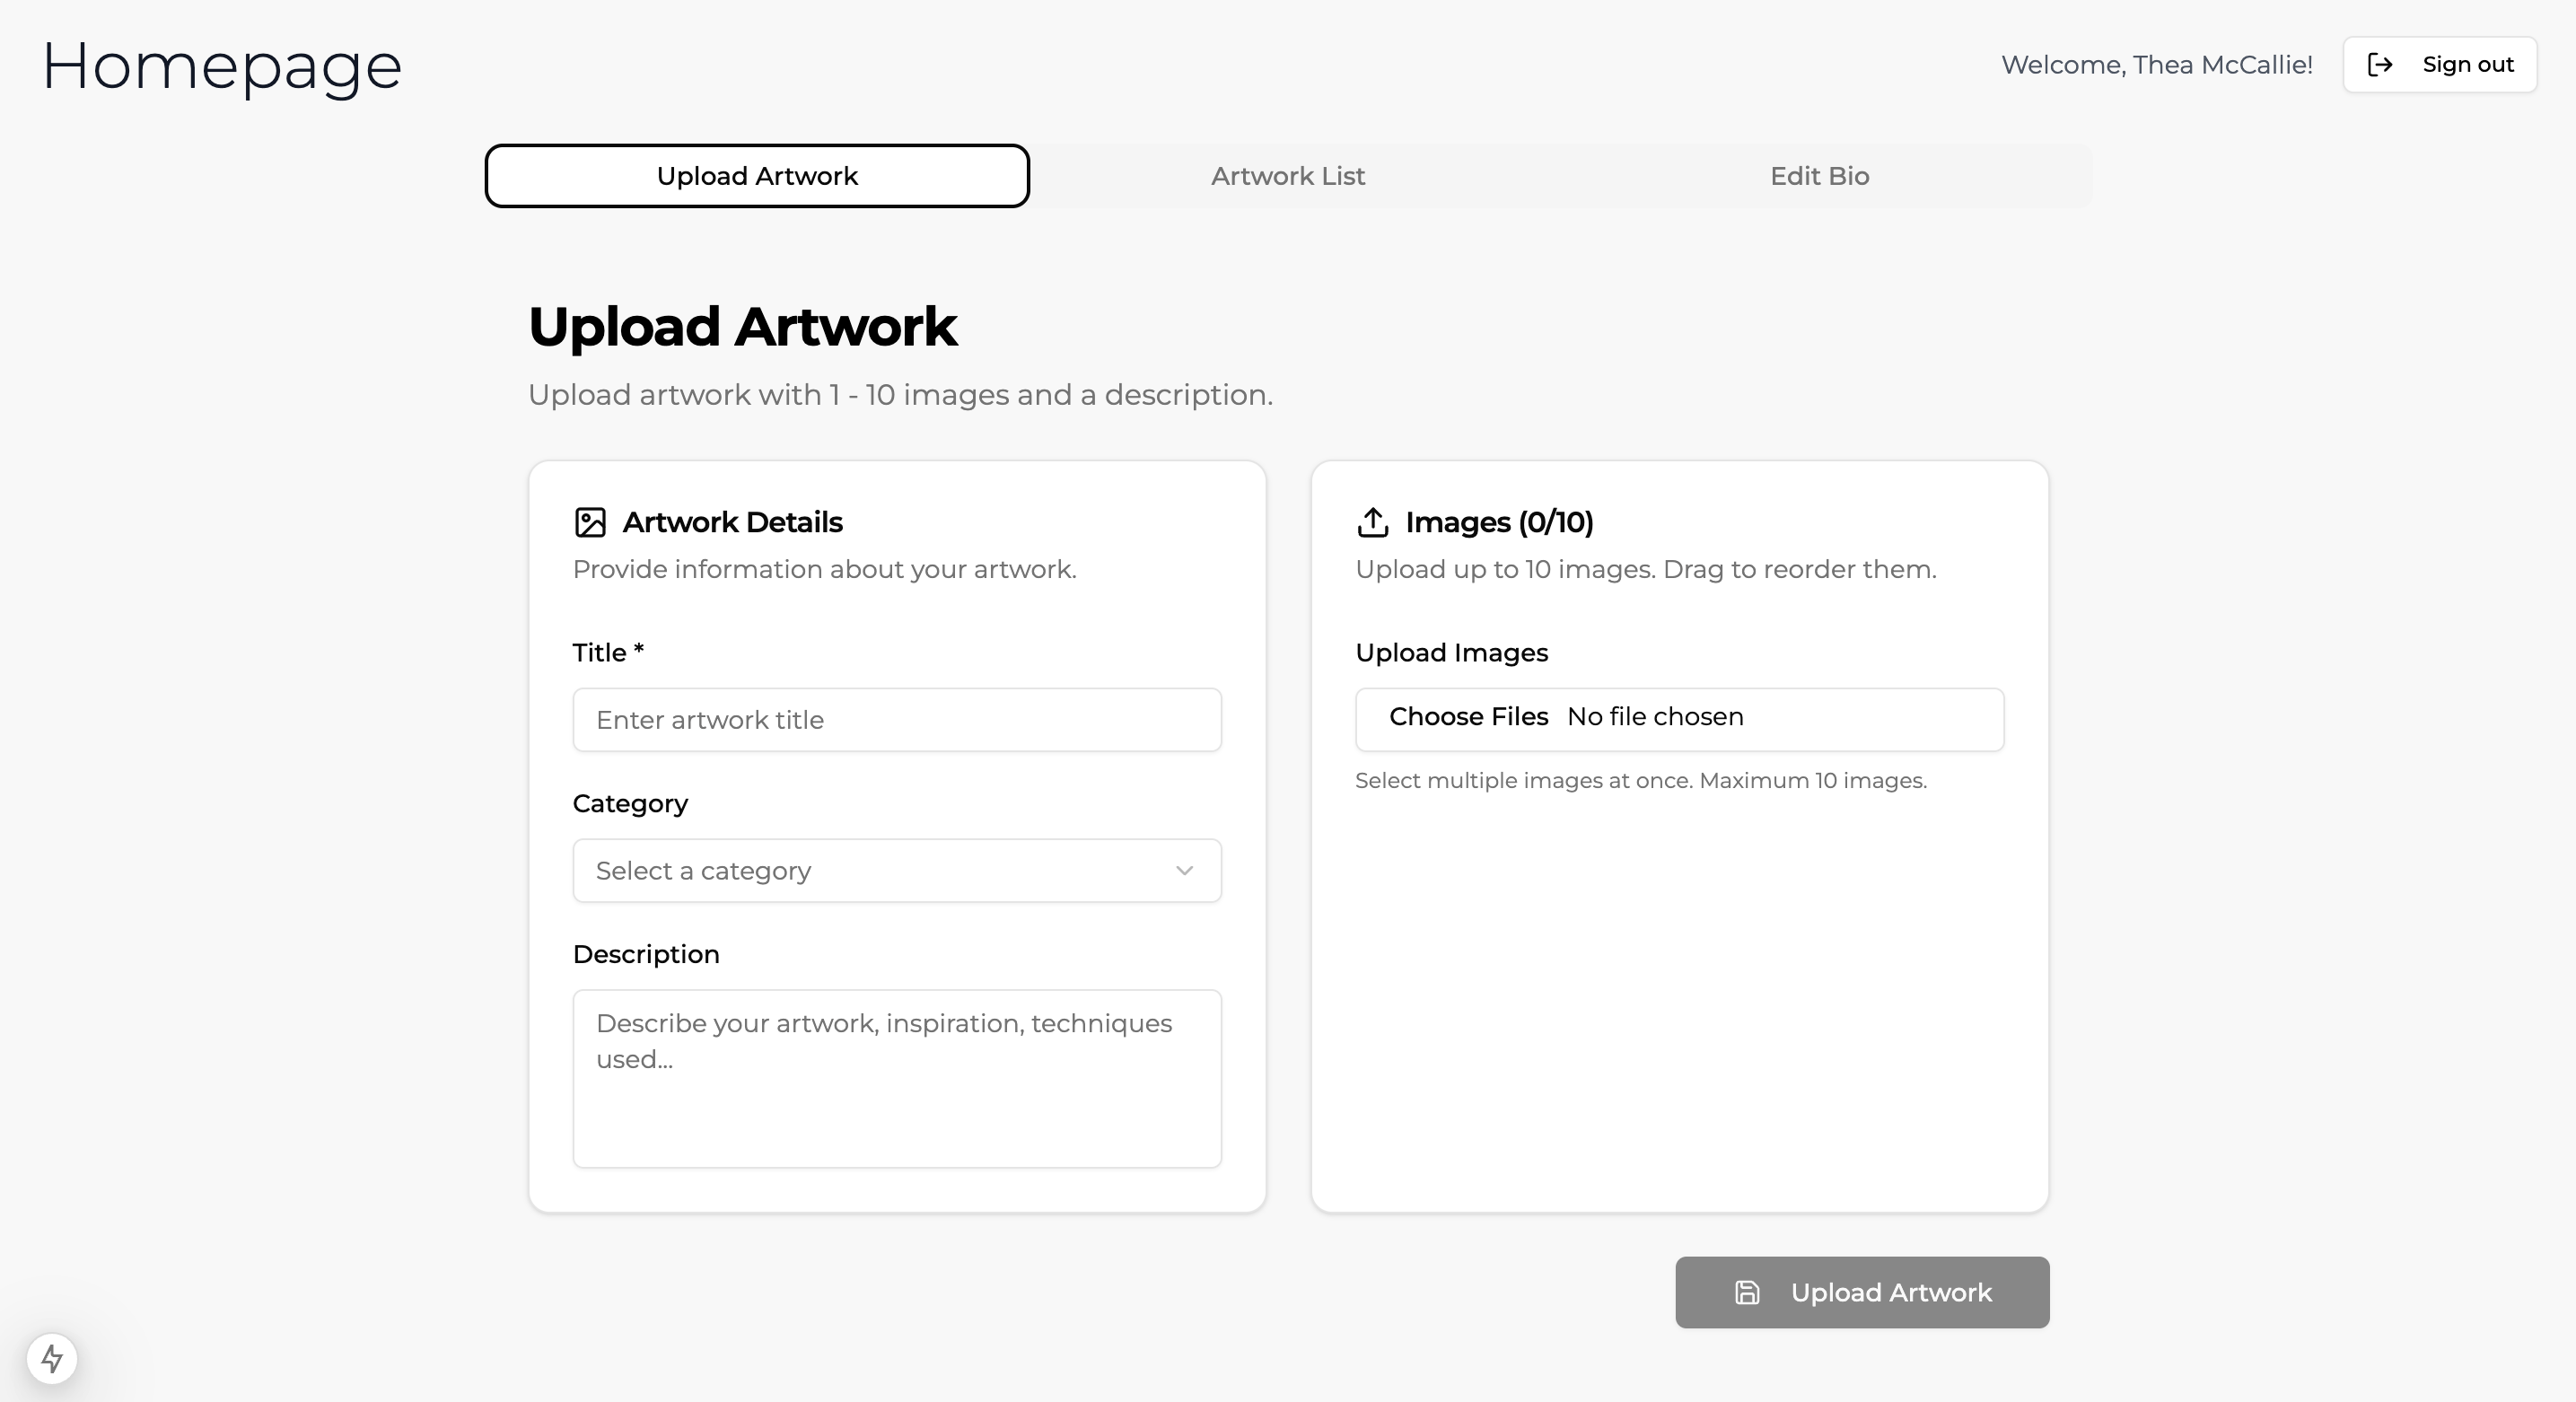 Homepage
Welcome, Thea McCallie!
Sign out
Upload Artwork
Artwork List
Edit Bio
Upload Artwork
Upload artwork with 1 - 10 images and a description.
Artwork Details
Provide information about your artwork.
Title *
Enter artwork title
Category
Select a category
Description
Describe your artwork, inspiration, techniques
used...
Images (0/10)
Upload up to 10 images. Drag to reorder them.
Upload Images
Choose Files No file chosen
Select multiple images at once. Maximum 10 images.
Upload Artwork